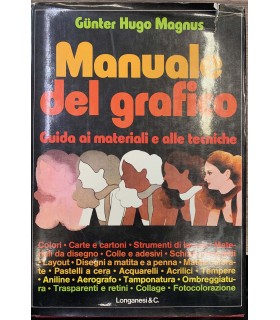 Günter Hugo Magnus
Manuale
del grafico
Guida ai materiali e alle tecniche
Colori • Carte e cartoni • Strumenti di
da disegno • Colle e adesivi •
Layout • Disegni a matita e a penna •
te • Pastelli a cera • Acquarelli • Acrilici • Tempere
• Aniline • Aerografo • Tamponatura • Ombreggiatu-
ra • Trasparenti e retini • Collage • Fotocolorazione
Longanesi & C.